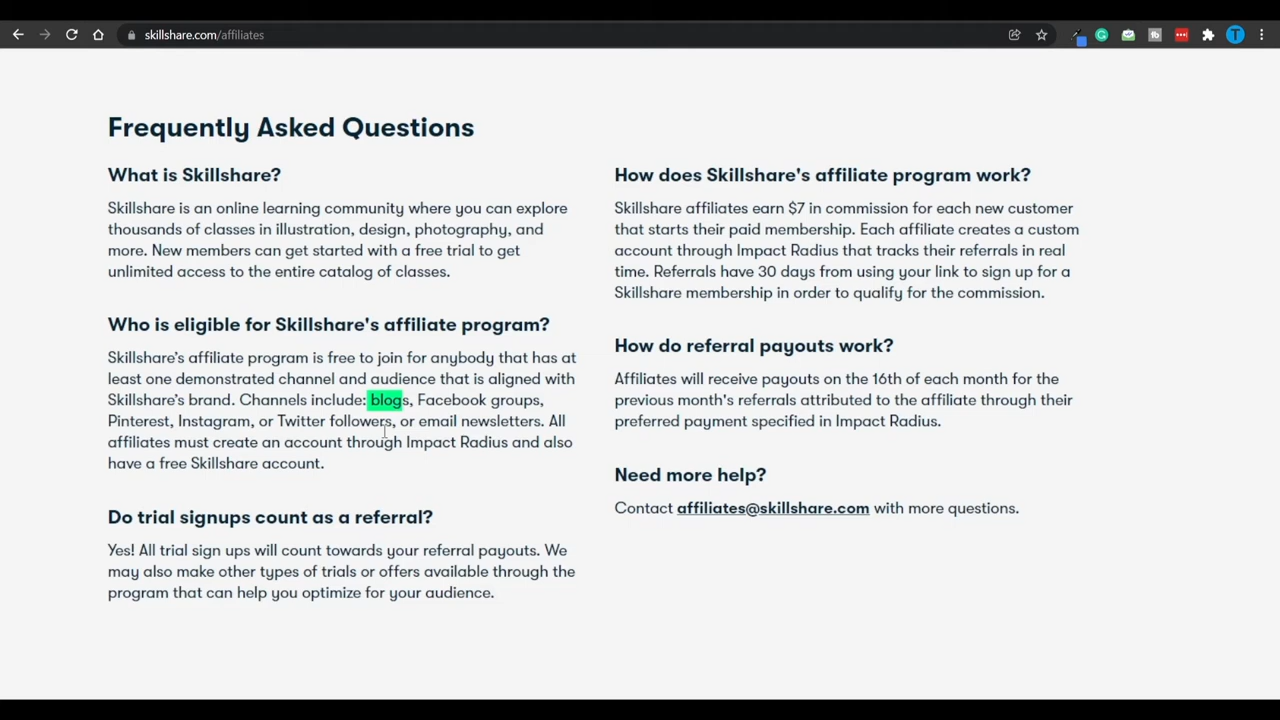 skillshare.com/affiliates
T
Frequently Asked Questions
What is Skillshare?
Skillshare is an online learning community where you can explore
thousands of classes in illustration, design, photography, and
more. New members can get started with a free trial to get
unlimited access to the entire catalog of classes.
Who is eligible for Skillshare's affiliate program?
Skillshare's affiliate program is free to join for anybody that has at
least one demonstrated channel and audience that is aligned with
Skillshare's brand. Channels include: blogs, Facebook groups,
Pinterest, Instagram, or Twitter followers, or email newsletters. All
affiliates must create an account through Impact Radius and also
have a free Skillshare account.
Do trial signups count as a referral?
Yes! All trial sign ups will count towards your referral payouts. We
may also make other types of trials or offers available through the
program that can help you optimize for your audience.
How does Skillshare's affiliate program work?
Skillshare affiliates earn $7 in commission for each new customer
that starts their paid membership. Each affiliate creates a custom
account through Impact Radius that tracks their referrals in real
time. Referrals have 30 days from using your link to sign up for a
Skillshare membership in order to qualify for the commission.
How do referral payouts work?
Affiliates will receive payouts on the 16th of each month for the
previous month's referrals attributed to the affiliate through their
preferred payment specified in Impact Radius.
Need more help?
Contact affiliates@skillshare.com with more questions.